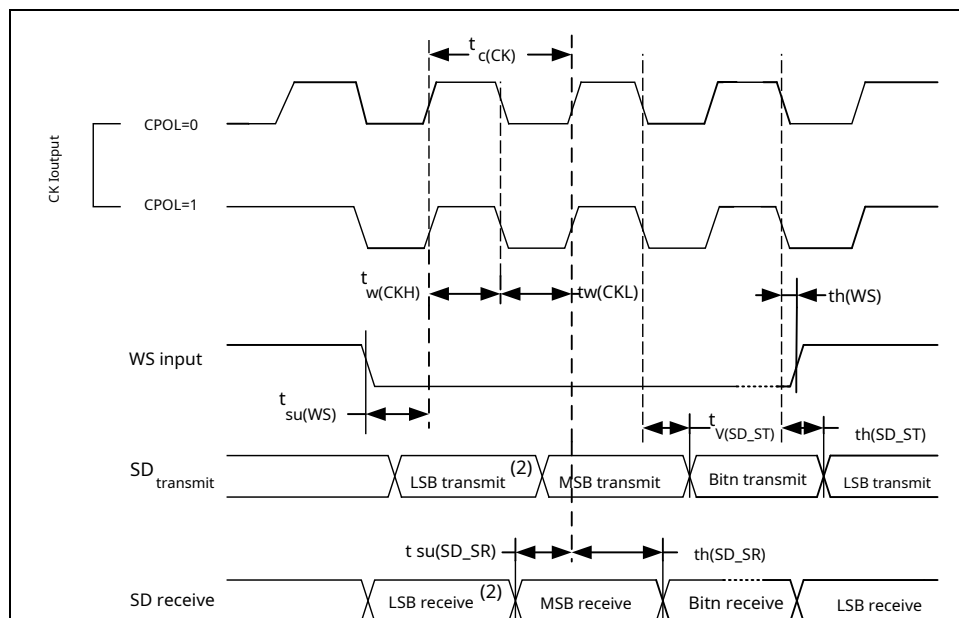 t c(CK)
CPOL=0
CK Ioutput
CPOL=1
t w(CKH)
tw(CKL)
th(WS)
WS input
t su(WS)
t V(SD_ST)
th(SD_ST)
SD transmit
LSB transmit (2)
MSB transmit
Bitn transmit
LSB transmit
t su(SD_SR)
th(SD_SR)
SD receive
LSB receive (2)
MSB receive
Bitn receive
LSB receive